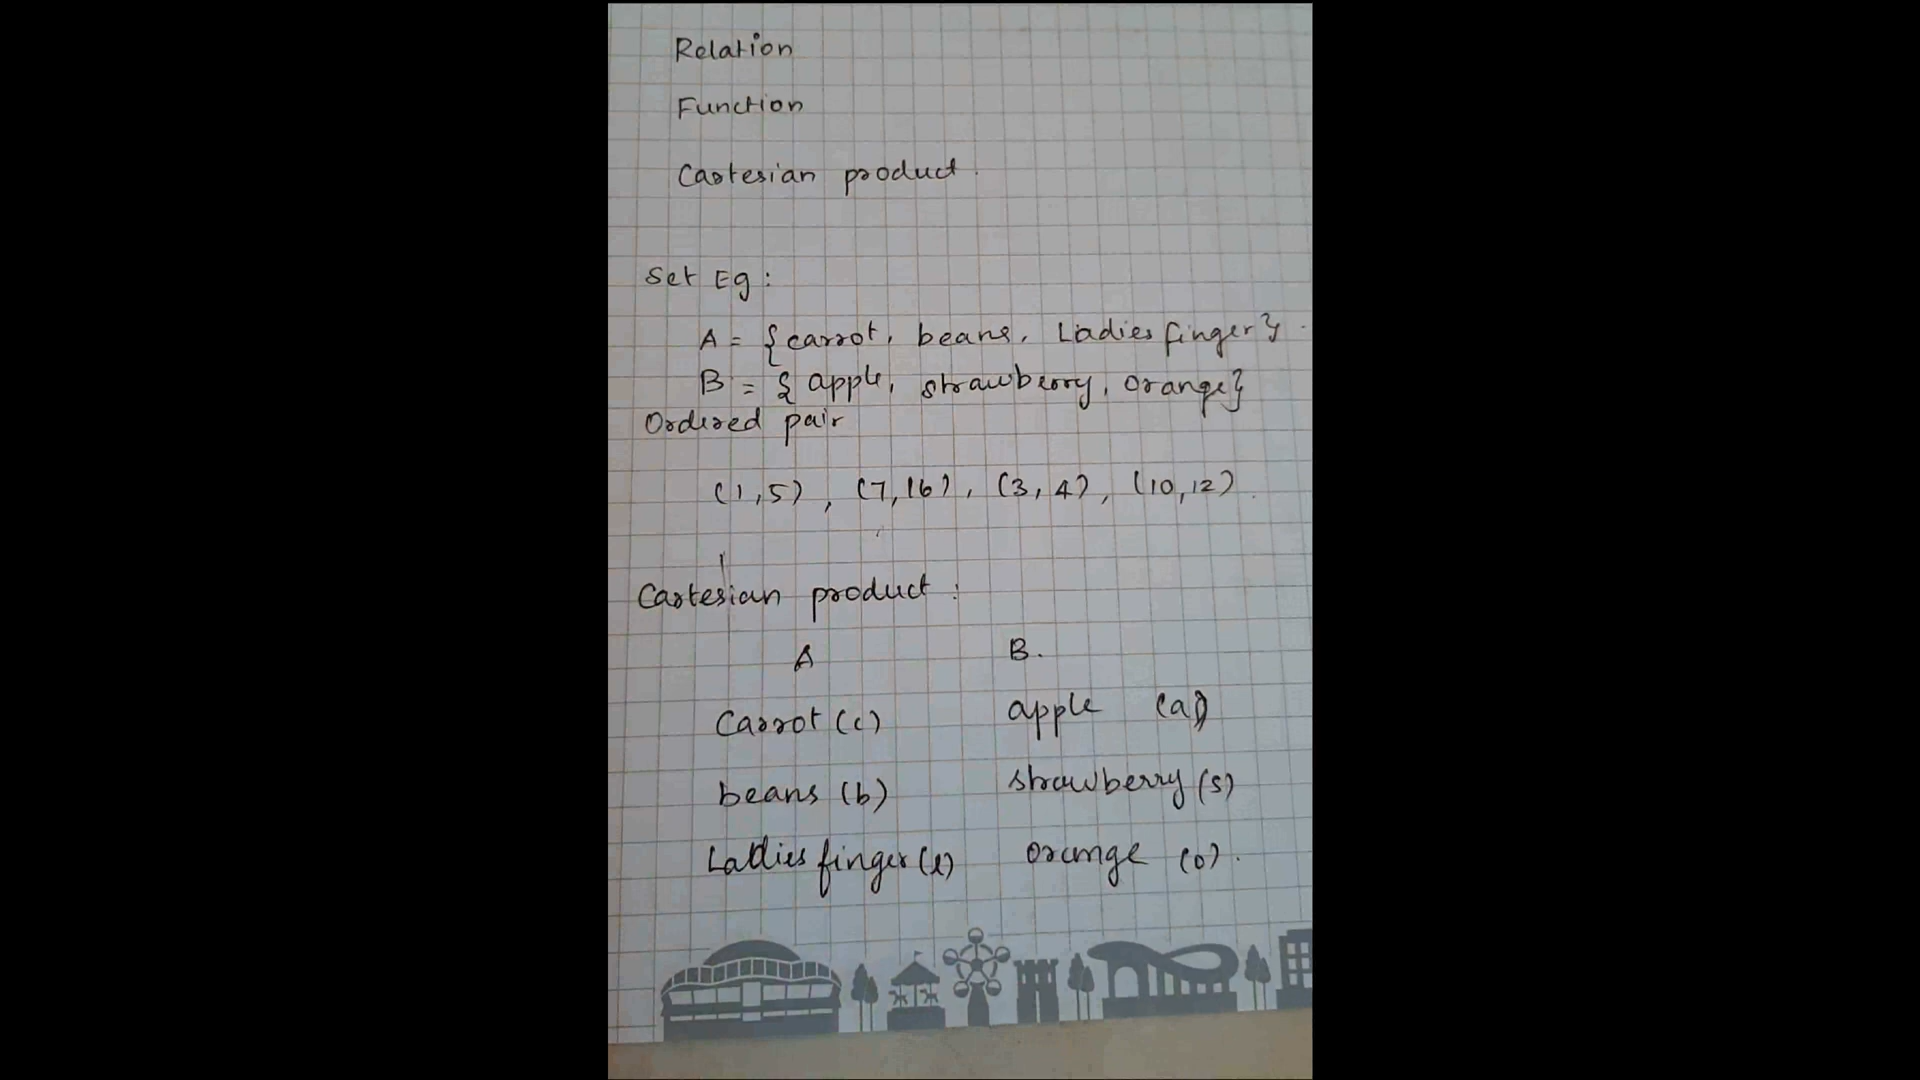 Relation
Function
Cartesian product.
Set Eg:
A = {carrot, beans, Ladies finger}.
B = {apple, strawberry, orange}
Ordered pair
(1,5), (7,16), (3,4), (10,12).
Cartesian product:
A B.
Carrot (c) apple (a)
beans (b) strawberry (s)
Ladies finger (l) orange (o).